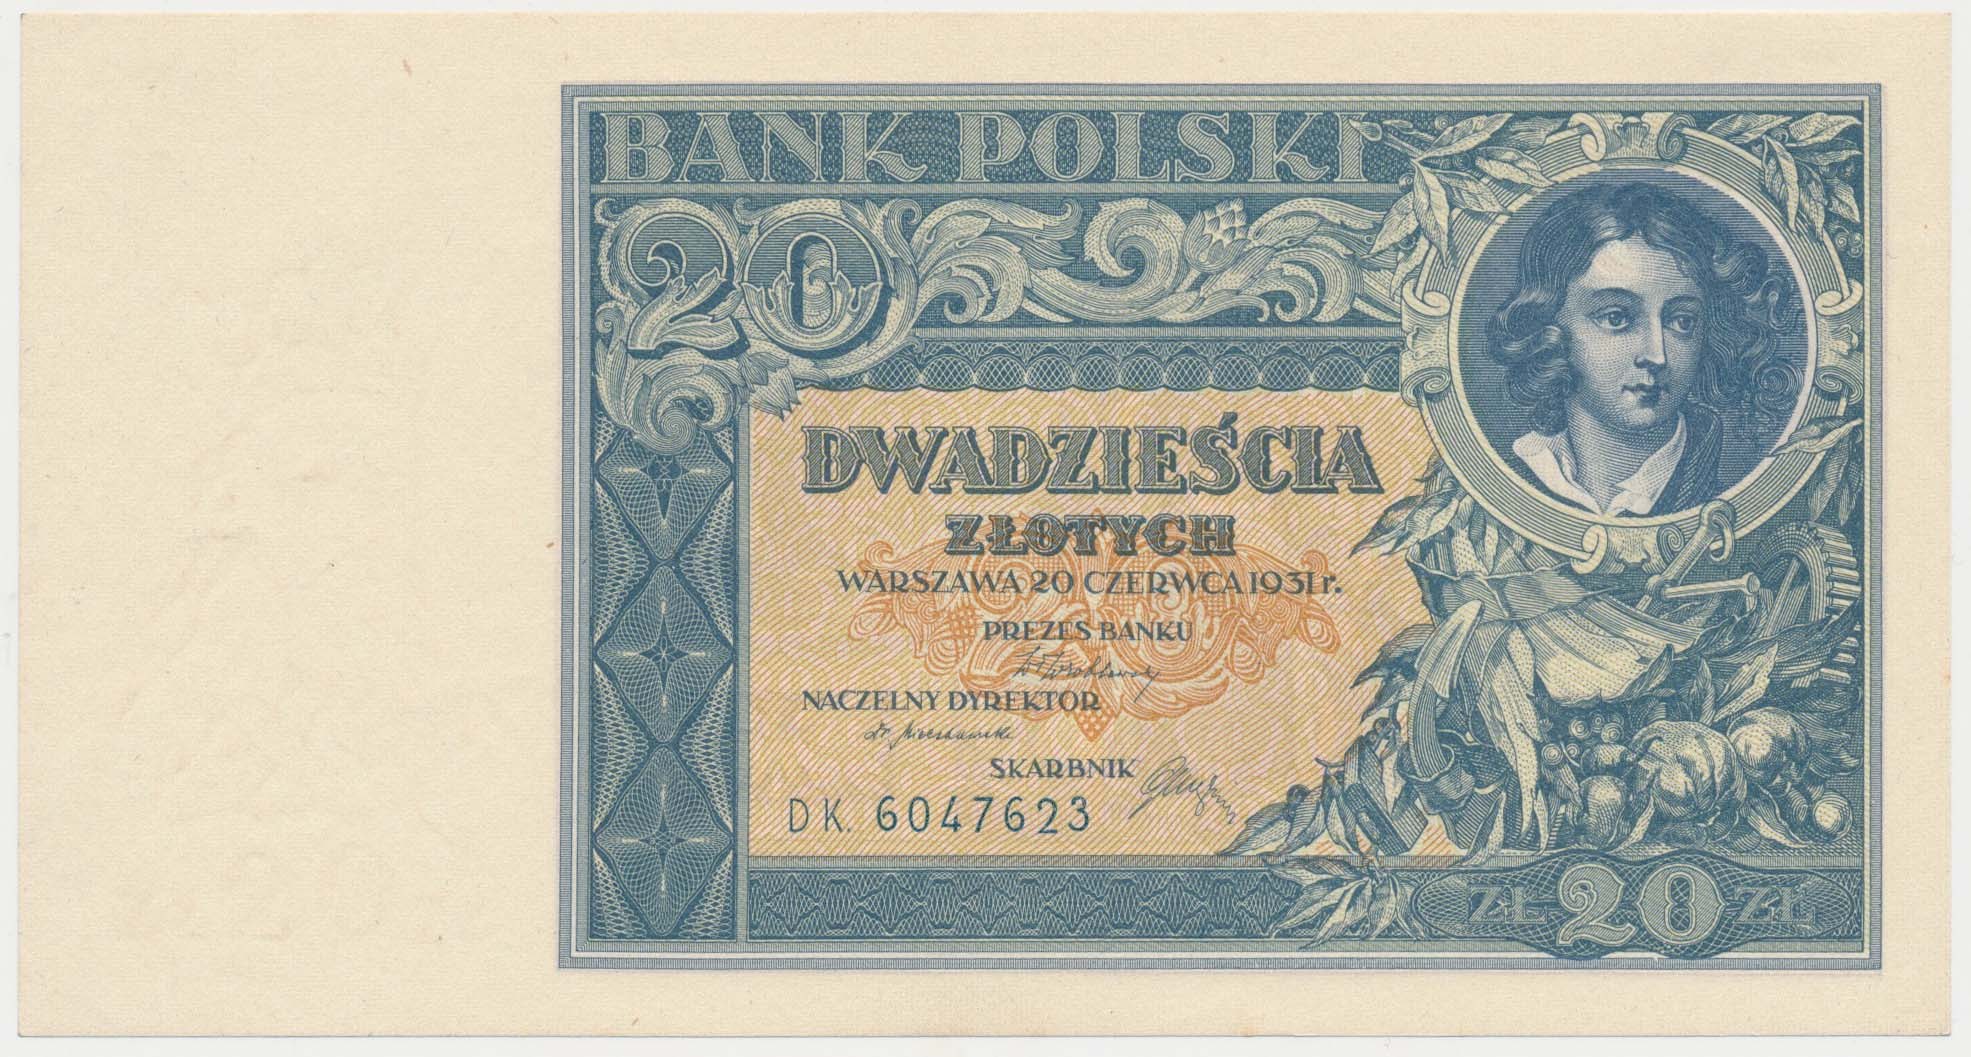 BANK POLSKI
20
DWADZIEŚCIA
ZŁOTYCH
WARSZAWA 20 CZERWCA 1931 r.
PREZES BANKU
NACZELNY DYREKTOR
SKARBNIK
DK. 6047623
ZŁ 20 ZŁ